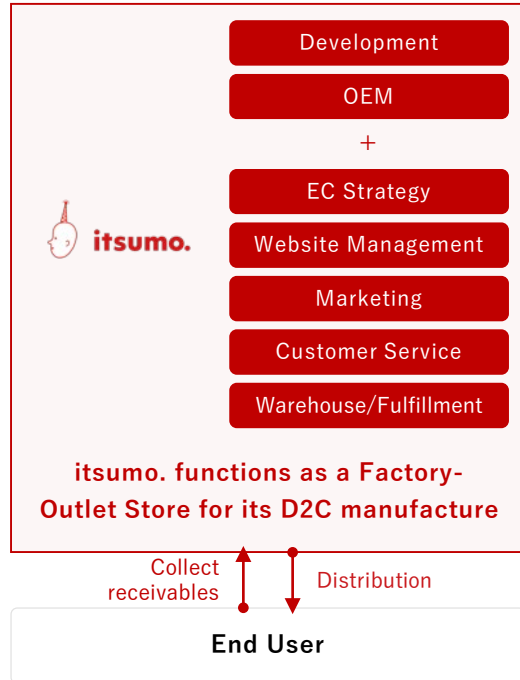 Development
OEM
+
EC Strategy
itsumo.
Website Management
Marketing
Customer Service
Warehouse/Fulfillment
itsumo. functions as a Factory-
Outlet Store for its D2C manufacture
Collect
receivables
Distribution
End User